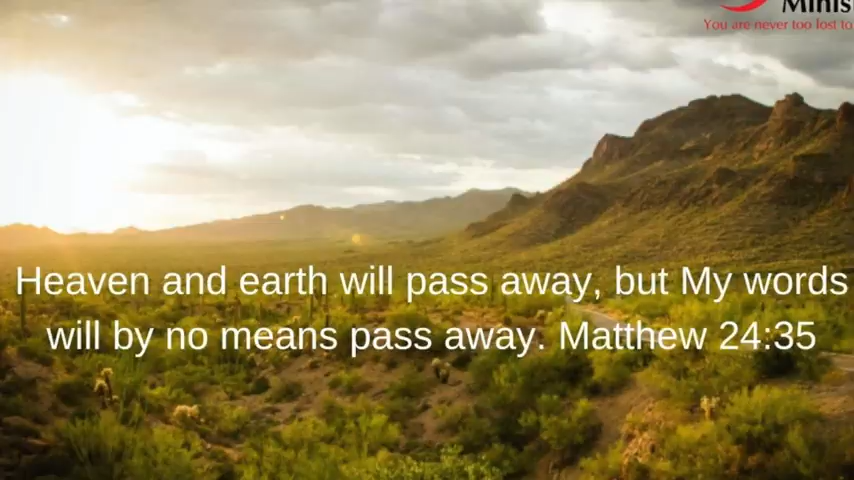 Minis
You are never too lost to
Heaven and earth will pass away, but My words
will by no means pass away. Matthew 24:35